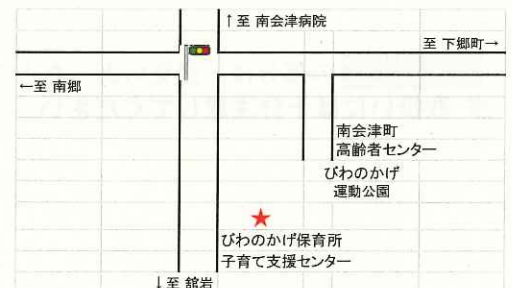 ↑至 南会津病院
至 下郷町→
←至 南郷
南会津町
高齢者センター
びわのかげ
運動公園
びわのかげ保育所
子育て支援センター
↓至 舘岩